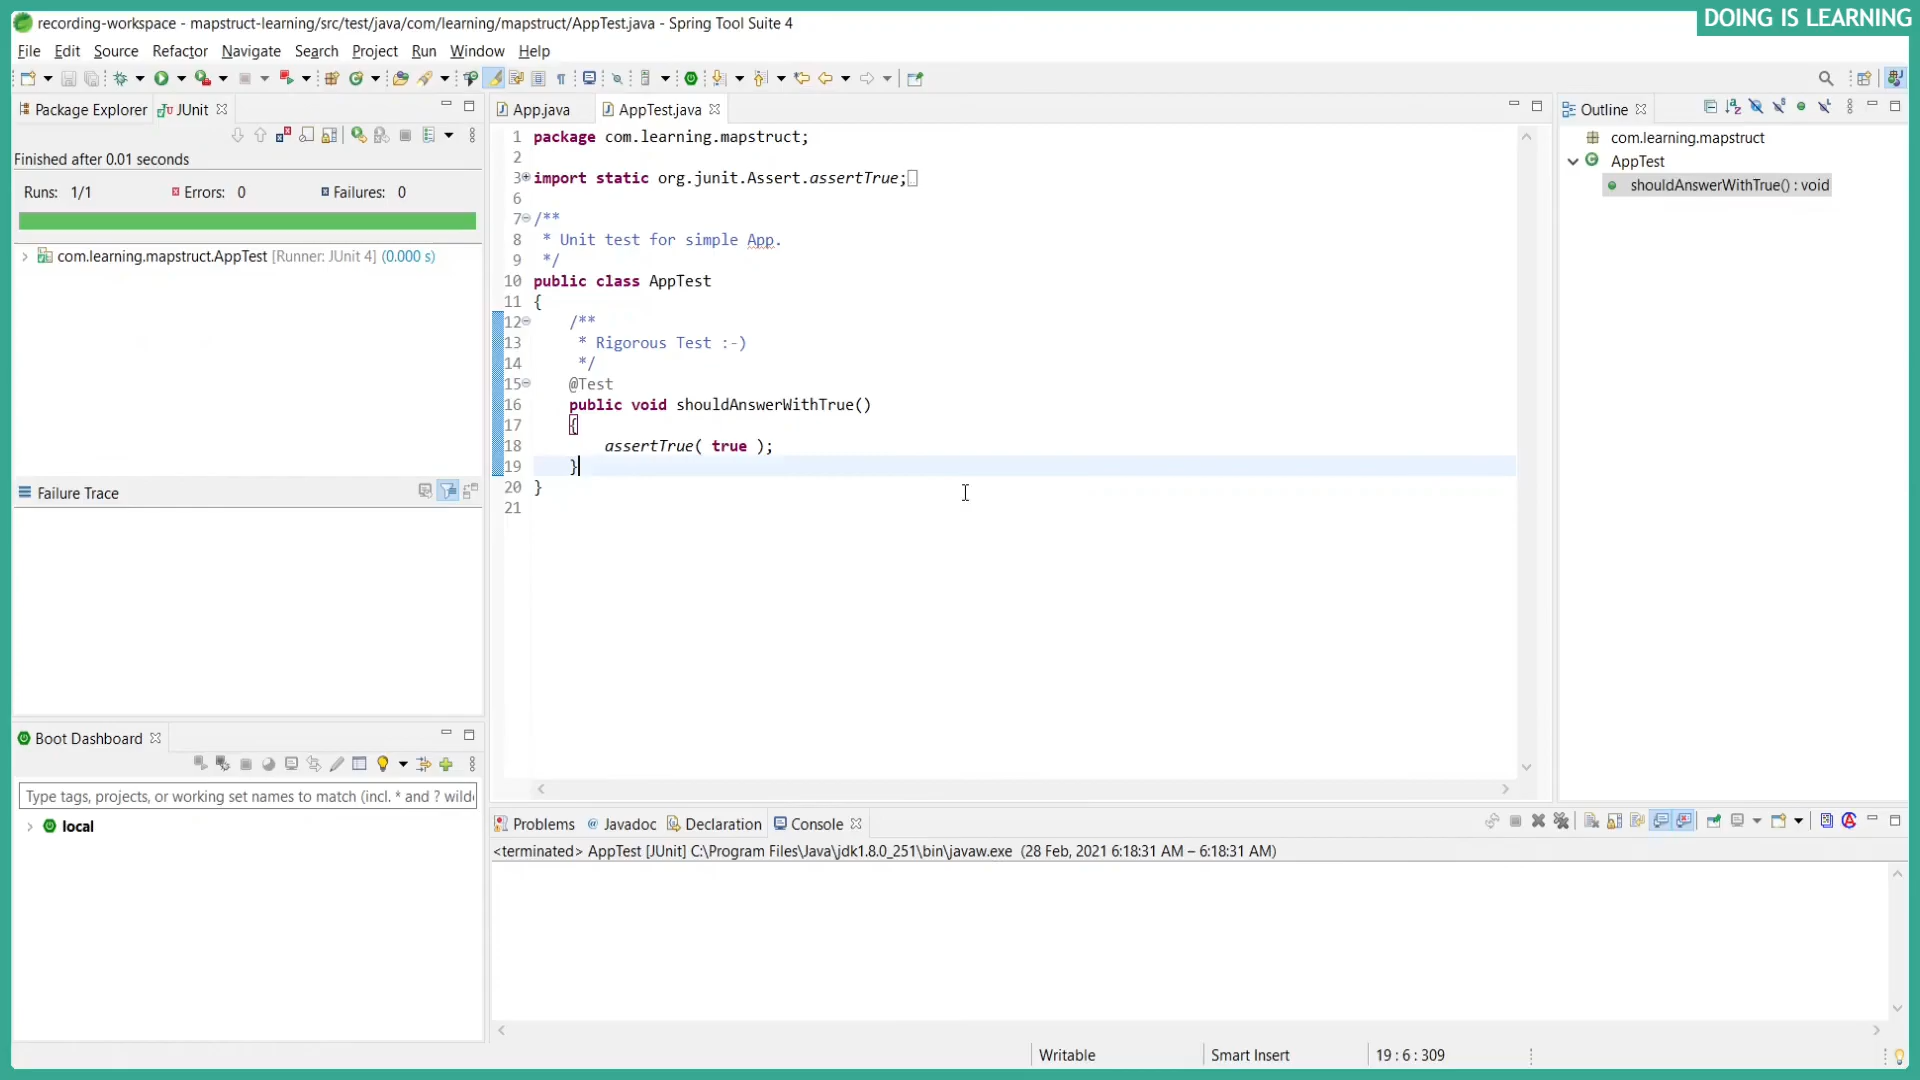 recording-workspace - mapstruct-learning/src/test/java/com/learning/mapstruct/AppTest.java - Spring Tool Suite 4
DOING IS LEARNING
File Edit Source Refactor Navigate Search Project Run Window Help
Package Explorer JUnit
Finished after 0.01 seconds
Runs: 1/1 Errors: 0 Failures: 0
com.learning.mapstruct.AppTest [Runner: JUnit 4] (0.000 s)
Failure Trace
Boot Dashboard
Type tags, projects, or working set names to match (incl. * and ? wild
local
App.java AppTest.java
1 package com.learning.mapstruct;
2
3 import static org.junit.Assert.assertTrue;
6
7 /**
8 * Unit test for simple App.
9 */
10 public class AppTest
11 {
12 /**
13 * Rigorous Test :-)
14 */
15 @Test
16 public void shouldAnswerWithTrue()
17 {
18 assertTrue( true );
19 }
20 }
21
Outline
com.learning.mapstruct
AppTest
shouldAnswerWithTrue() : void
Problems Javadoc Declaration Console
<terminated> AppTest [JUnit] C:\Program Files\Java\jdk1.8.0_251\bin\javaw.exe (28 Feb, 2021 6:18:31 AM – 6:18:31 AM)
Writable Smart Insert 19 : 6 : 309